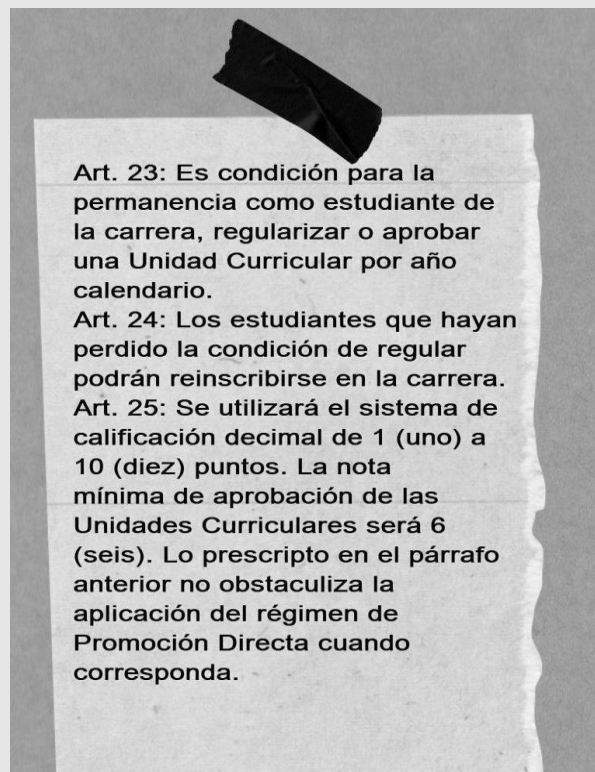 Art. 23: Es condición para la
permanencia como estudiante de
la carrera, regularizar o aprobar
una Unidad Curricular por año
calendario.
Art. 24: Los estudiantes que hayan
perdido la condición de regular
podrán reinscribirse en la carrera.
Art. 25: Se utilizará el sistema de
calificación decimal de 1 (uno) a
10 (diez) puntos. La nota
mínima de aprobación de las
Unidades Curriculares será 6
(seis). Lo prescripto en el párrafo
anterior no obstaculiza la
aplicación del régimen de
Promoción Directa cuando
corresponda.